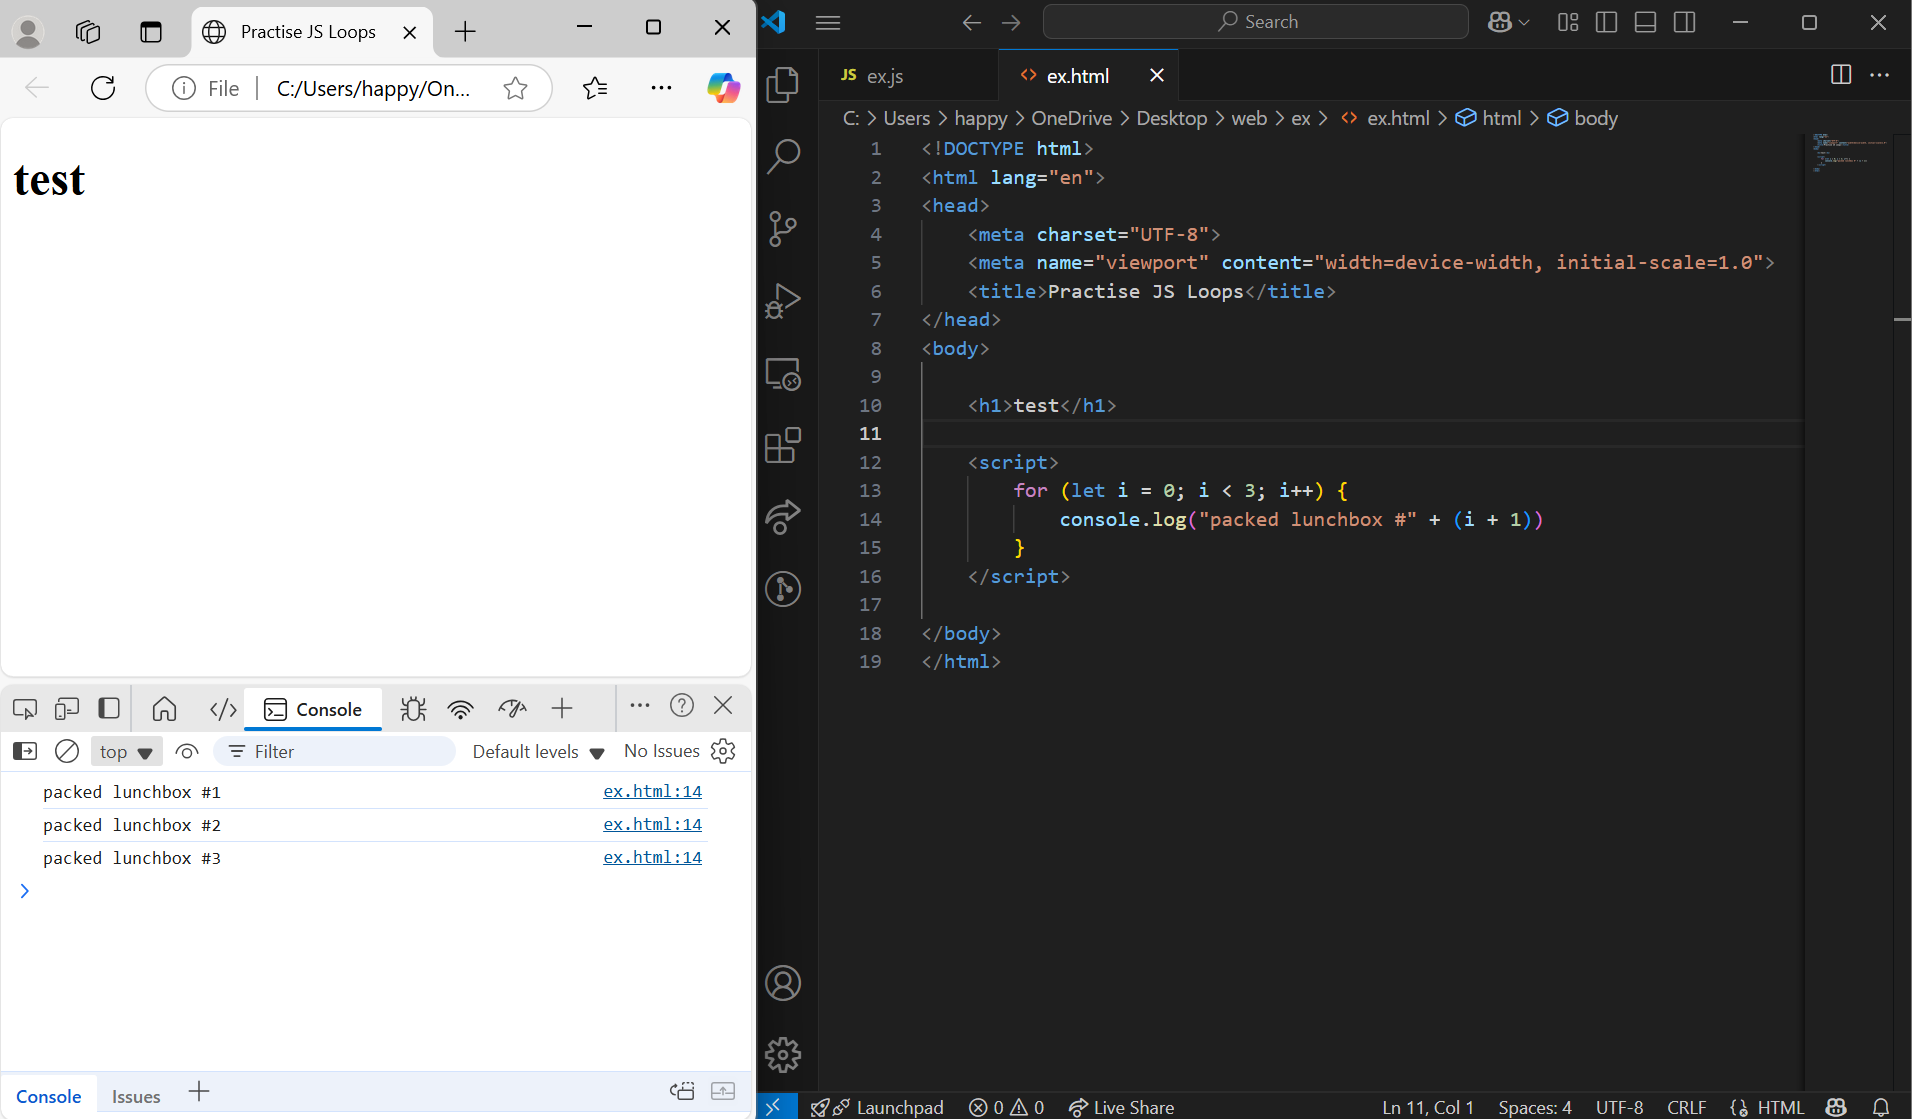 Practise JS Loops
File
C:/Users/happy/On...
test
Console
top
Filter
Default levels
No Issues
packed lunchbox #1 ex.html:14
packed lunchbox #2 ex.html:14
packed lunchbox #3 ex.html:14
Console
Issues
Search
JS ex.js
ex.html
C: > Users > happy > OneDrive > Desktop > web > ex > ex.html > html > body
1 <!DOCTYPE html>
2 <html lang="en">
3 <head>
4 <meta charset="UTF-8">
5 <meta name="viewport" content="width=device-width, initial-scale=1.0">
6 <title>Practise JS Loops</title>
7 </head>
8 <body>
9
10 <h1>test</h1>
11
12 <script>
13 for (let i = 0; i < 3; i++) {
14 console.log("packed lunchbox #" + (i + 1))
15 }
16 </script>
17
18 </body>
19 </html>
Launchpad 0 0 Live Share Ln 11, Col 1 Spaces: 4 UTF-8 CRLF HTML